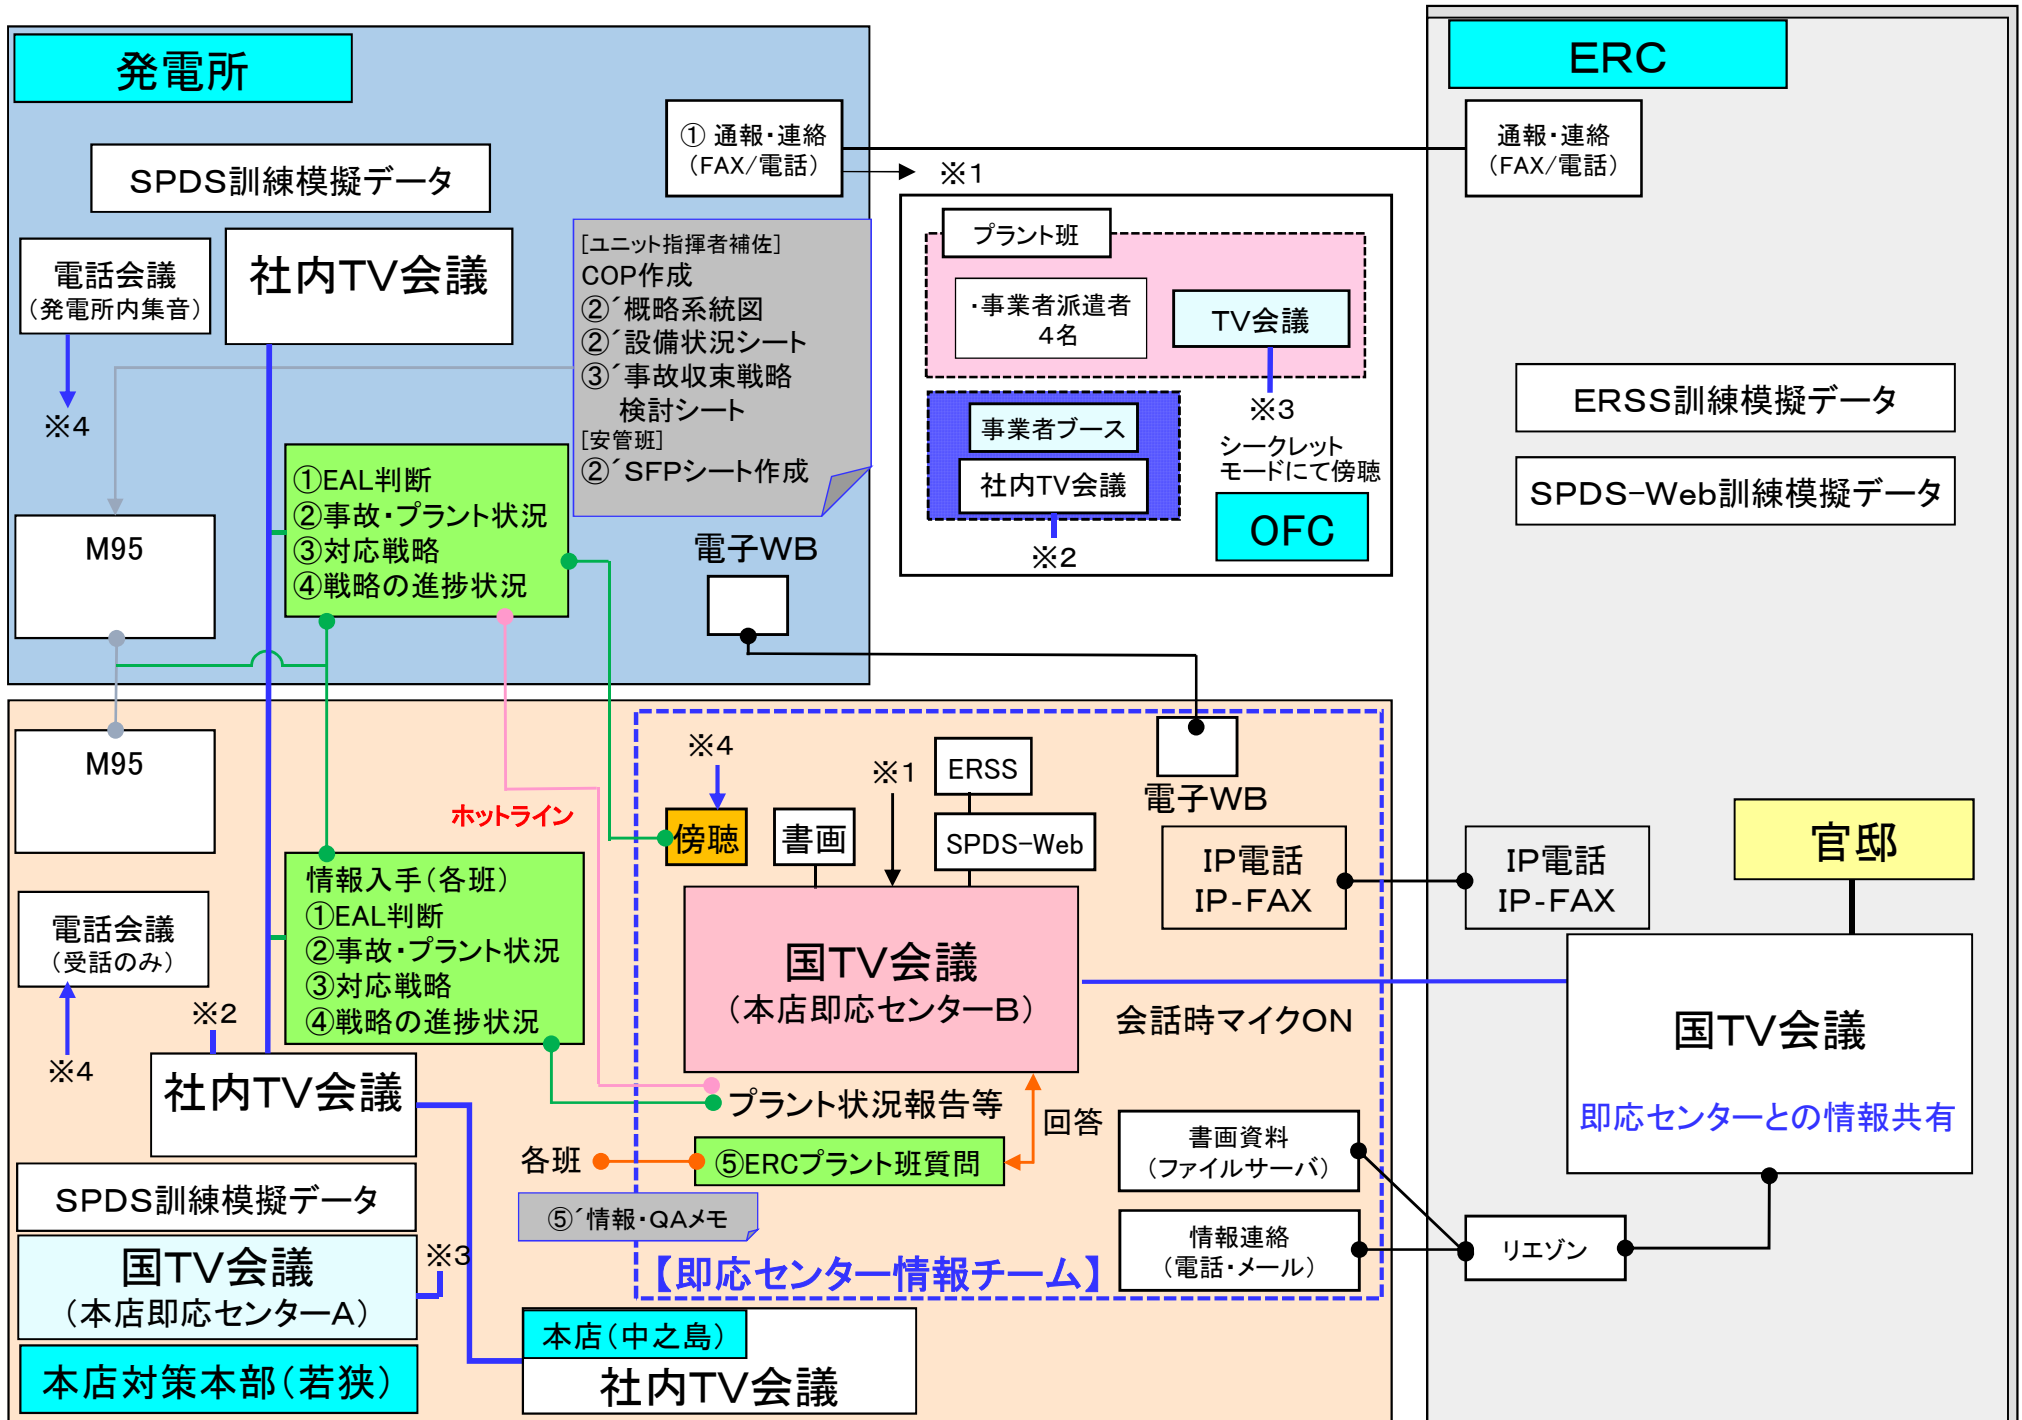 発電所
① 通報・連絡
（FAX/電話）
※1
SPDS訓練模擬データ
電話会議
（発電所内集音）
※4
社内TV会議
[ユニット指揮者補佐]
COP作成
②´概略系統図
②´設備状況シート
③´事故収束戦略
検討シート
[安管班]
②´SFPシート作成
①EAL判断
②事故・プラント状況
③対応戦略
④戦略の進捗状況
M95
電子WB
プラント班
・事業者派遣者
4名
TV会議
※3
シークレット
モードにて傍聴
事業者ブース
社内TV会議
※2
OFC
ERC
通報・連絡
（FAX/電話）
ERSS訓練模擬データ
SPDS-Web訓練模擬データ
官邸
IP電話
IP-FAX
国TV会議
即応センターとの情報共有
リエゾン
M95
ホットライン
※4
傍聴
書画
※1
ERSS
SPDS-Web
電子WB
IP電話
IP-FAX
情報入手（各班）
①EAL判断
②事故・プラント状況
③対応戦略
④戦略の進捗状況
電話会議
（受話のみ）
※4
※2
社内TV会議
国TV会議
（本店即応センターB）
会話時マイクON
プラント状況報告等
回答
各班
⑤ERCプラント班質問
⑤´情報・QAメモ
書画資料
（ファイルサーバ）
情報連絡
（電話・メール）
【即応センター情報チーム】
SPDS訓練模擬データ
国TV会議
（本店即応センターA）
※3
本店対策本部（若狭）
本店（中之島）
社内TV会議